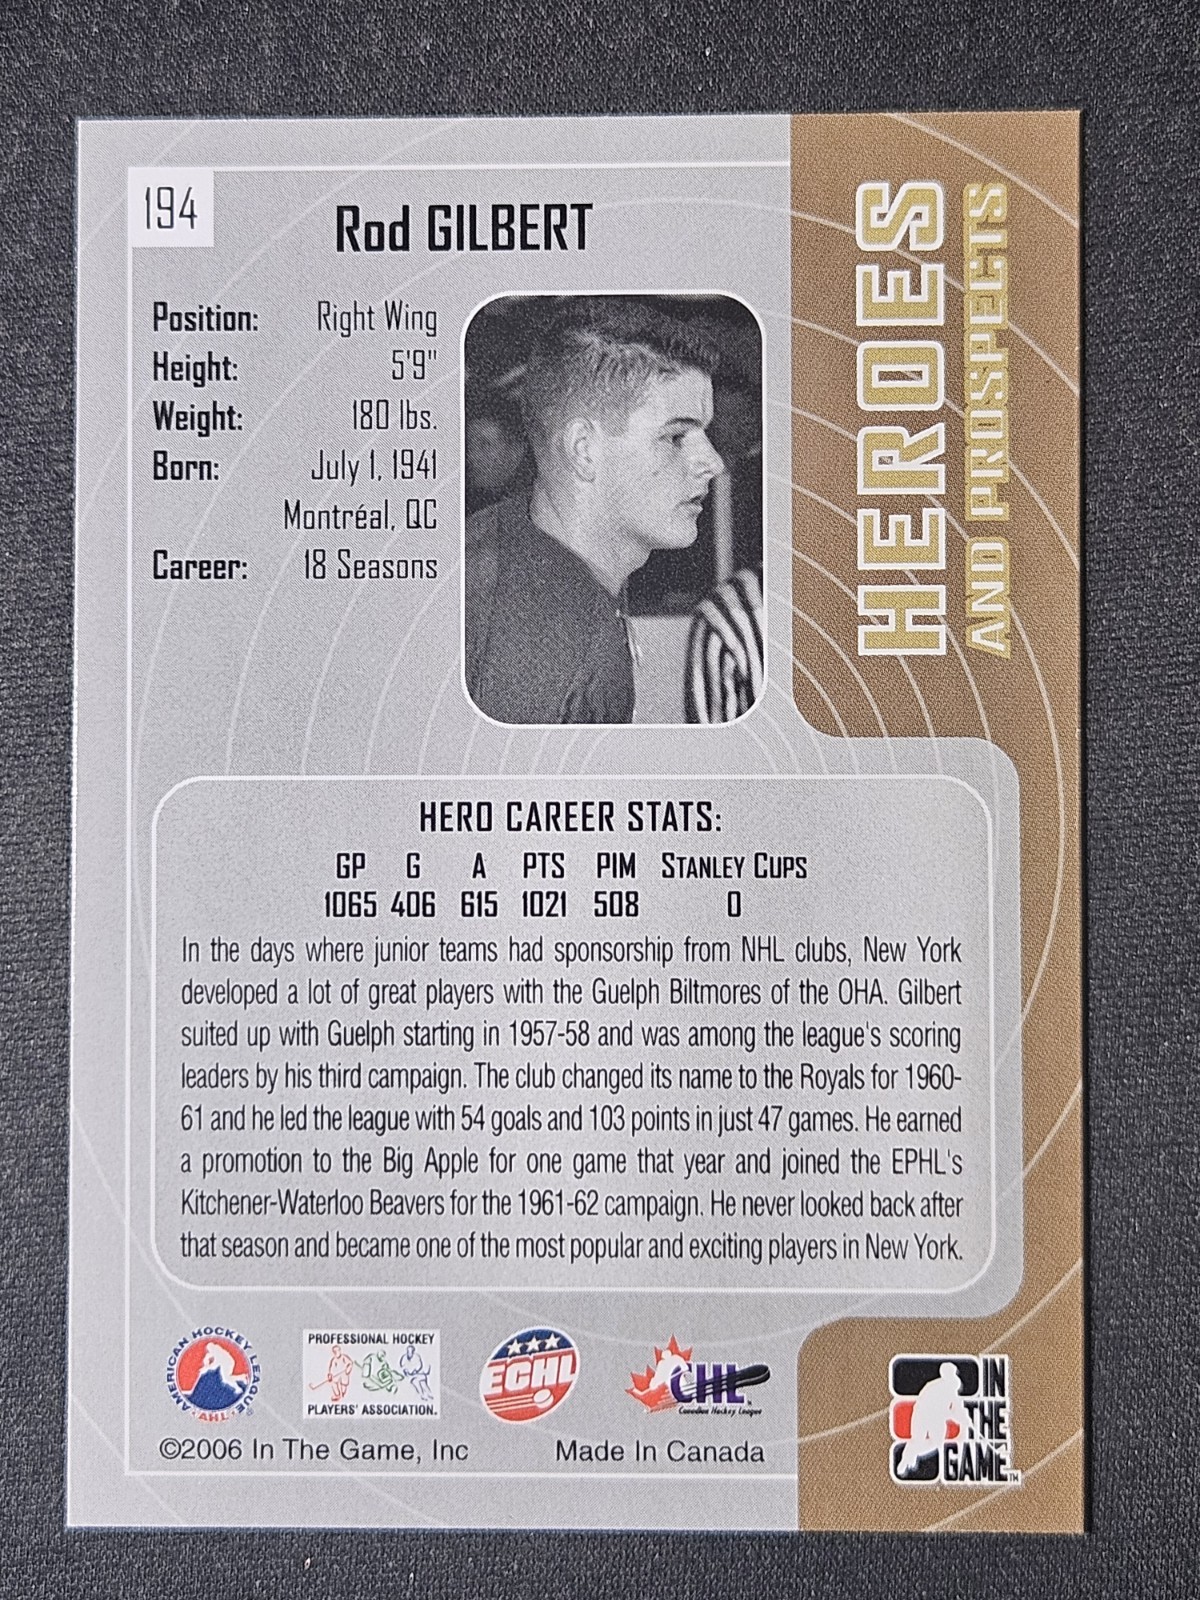 194
Rod GILBERT
Position: Right Wing
Height: 5'9"
Weight: 180 lbs.
Born: July 1, 1941
Montréal, QC
Career: 18 Seasons
HEROES
AND PROSPECTS
HERO CAREER STATS:
GP G A PTS PIM STANLEY CUPS
1065 406 615 1021 508 0
In the days where junior teams had sponsorship from NHL clubs, New York
developed a lot of great players with the Guelph Biltmores of the OHA. Gilbert
suited up with Guelph starting in 1957-58 and was among the league's scoring
leaders by his third campaign. The club changed its name to the Royals for 1960-
61 and he led the league with 54 goals and 103 points in just 47 games. He earned
a promotion to the Big Apple for one game that year and joined the EPHL's
Kitchener-Waterloo Beavers for the 1961-62 campaign. He never looked back after
that season and became one of the most popular and exciting players in New York.
AMERICAN HOCKEY LEAGUE
AHL
PROFESSIONAL HOCKEY
PLAYERS' ASSOCIATION.
ECHL
CHL
Canadian Hockey League
©2006 In The Game, Inc
Made In Canada
IN
THE
GAME™